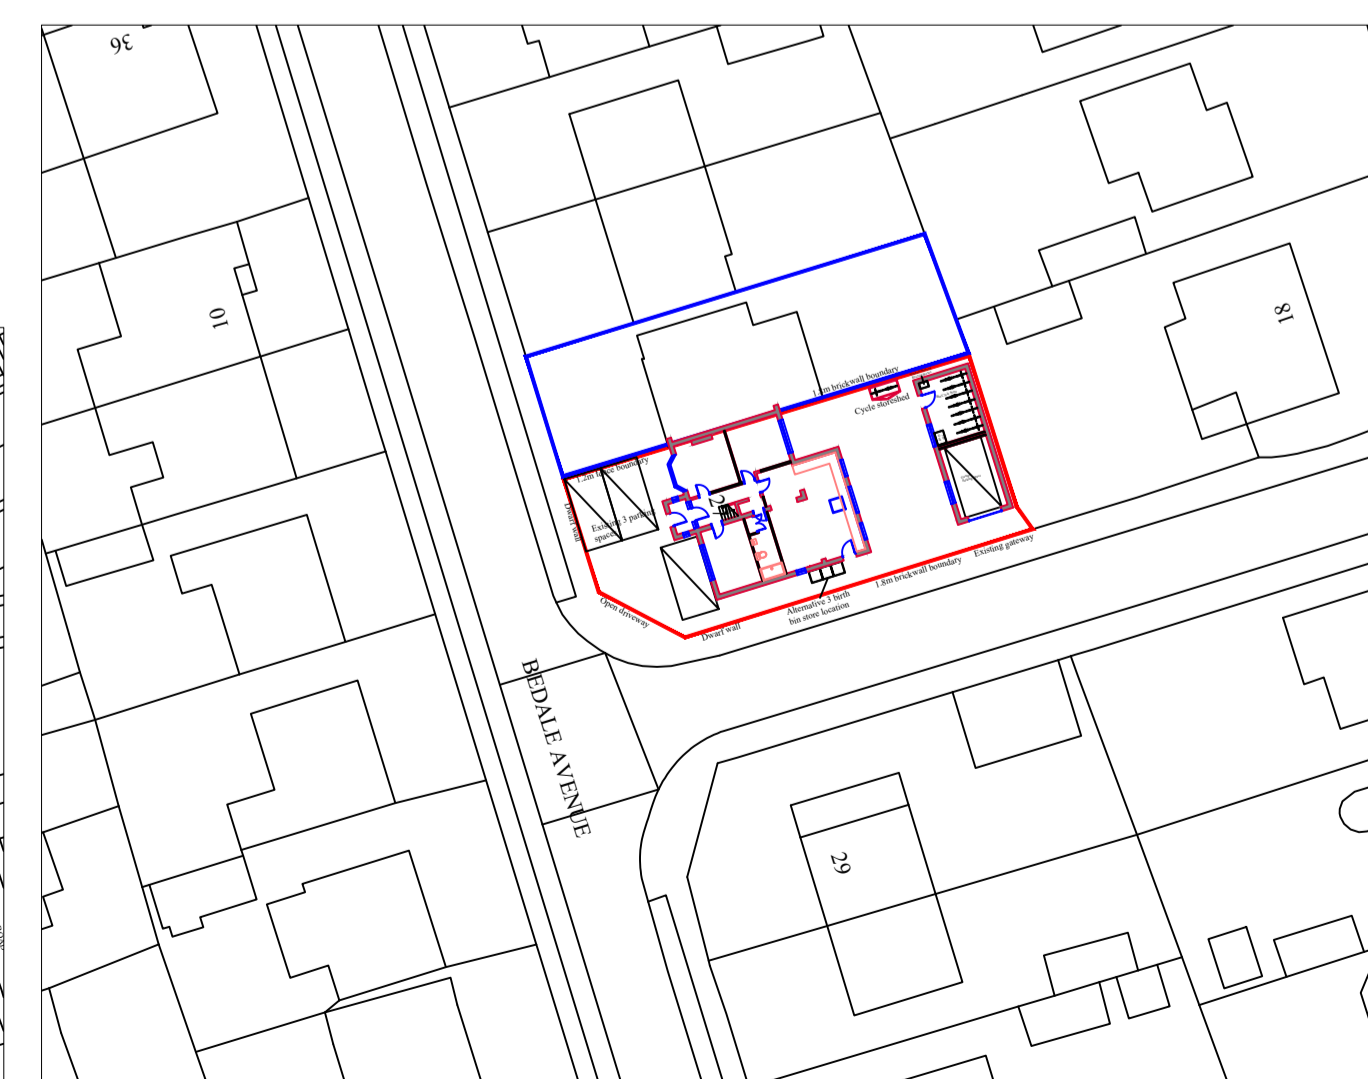 36
10
18
1.8m brickwall boundary
Cycle storeshed
1.2m fence boundary
Dwarf wall
Existing 3 parking
spaces
Open driveway
Dwarf wall
Alternative 3 birth
bin store location
1.8m brickwall boundary
Existing gateway
BEDALE AVENUE
29